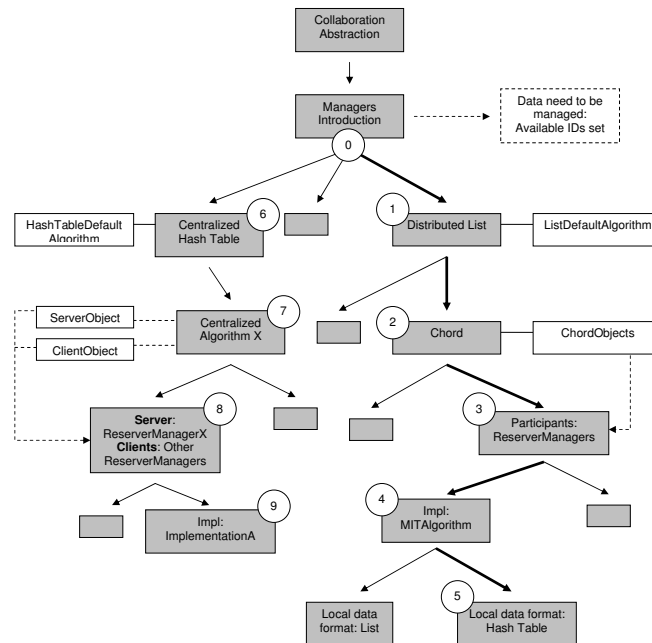 Collaboration
Abstraction
Managers
Introduction
Data need to be
managed:
Available IDs set
0
6
1
HashTableDefault
Algorithm
Centralized
Hash Table
Distributed List
ListDefaultAlgorithm
7
2
ServerObject
ClientObject
Centralized
Algorithm X
Chord
ChordObjects
8
3
Server:
ReserverManagerX
Clients: Other
ReserverManagers
Participants:
ReserverManagers
9
4
Impl:
ImplementationA
Impl:
MITAlgorithm
5
Local data
format: List
Local data format:
Hash Table